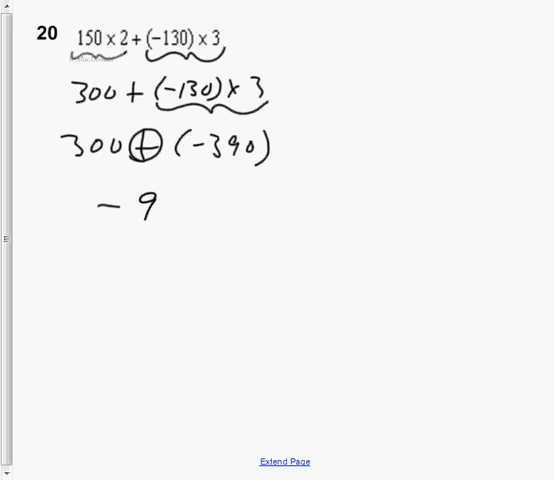 20 150 x 2 + (-130) x 3
300 + (-130) x 3
300 + (-390)
- 9
Extend Page